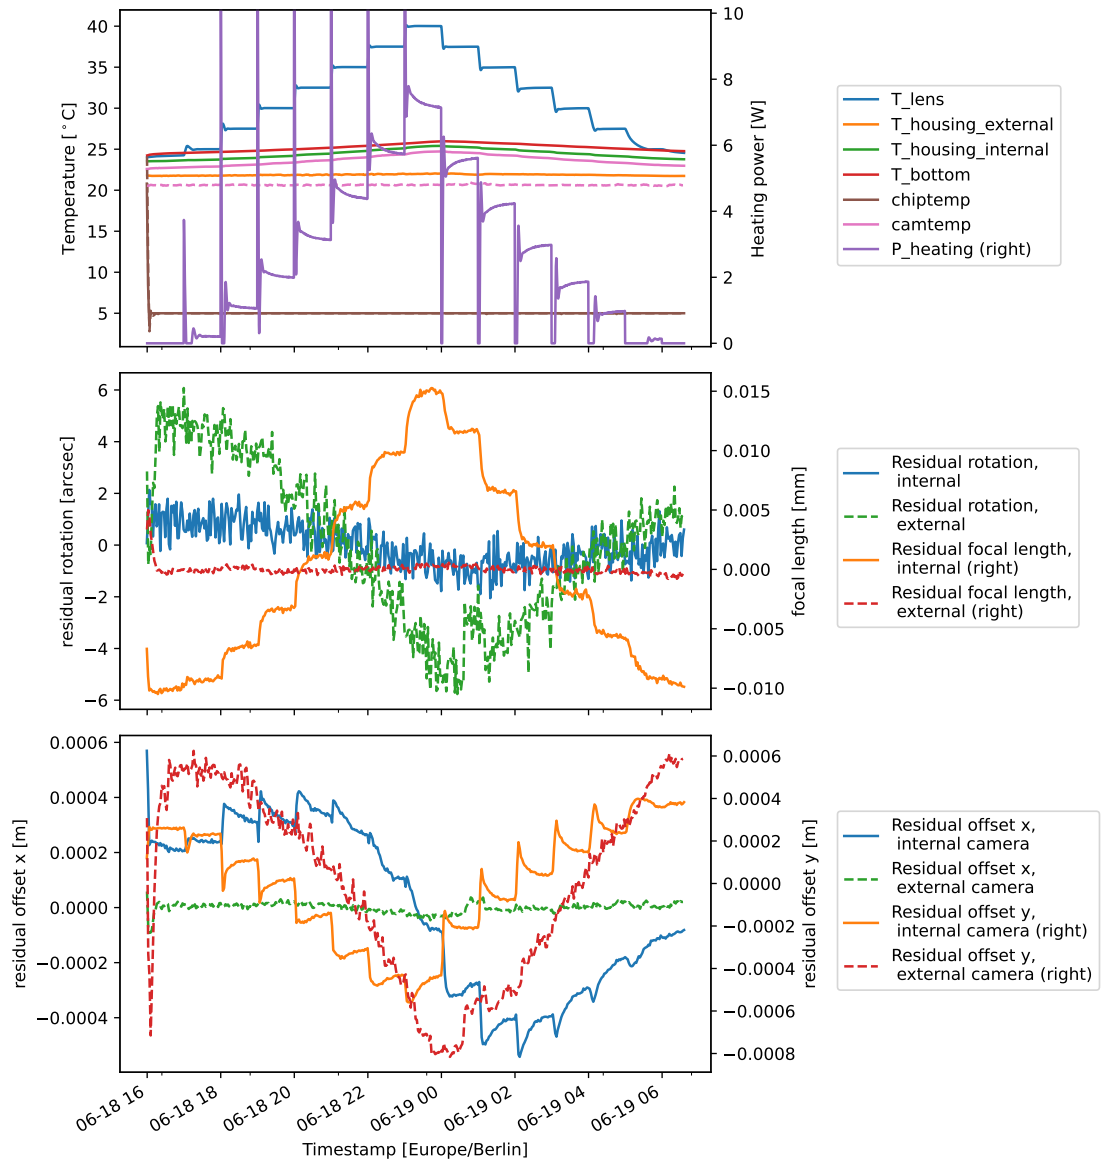 40
35
30
25
20
15
10
5
Temperature [ ° C]
10
8
6
4
2
0
Heating power [W]
T_lens
T_housing_external
T_housing_internal
T_bottom
chiptemp
camtemp
P_heating (right)
6
4
2
0
−2
−4
−6
residual rotation [arcsec]
0.015
0.010
0.005
0.000
−0.005
−0.010
focal length [mm]
Residual rotation,
internal
Residual rotation,
external
Residual focal length,
internal (right)
Residual focal length,
external (right)
0.0006
0.0004
0.0002
0.0000
−0.0002
−0.0004
residual offset x [m]
0.0006
0.0004
0.0002
0.0000
−0.0002
−0.0004
−0.0006
−0.0008
residual offset y [m]
Residual offset x,
internal camera
Residual offset x,
external camera
Residual offset y,
internal camera (right)
Residual offset y,
external camera (right)
06-18 16
06-18 18
06-18 20
06-18 22
06-19 00
06-19 02
06-19 04
06-19 06
Timestamp [Europe/Berlin]